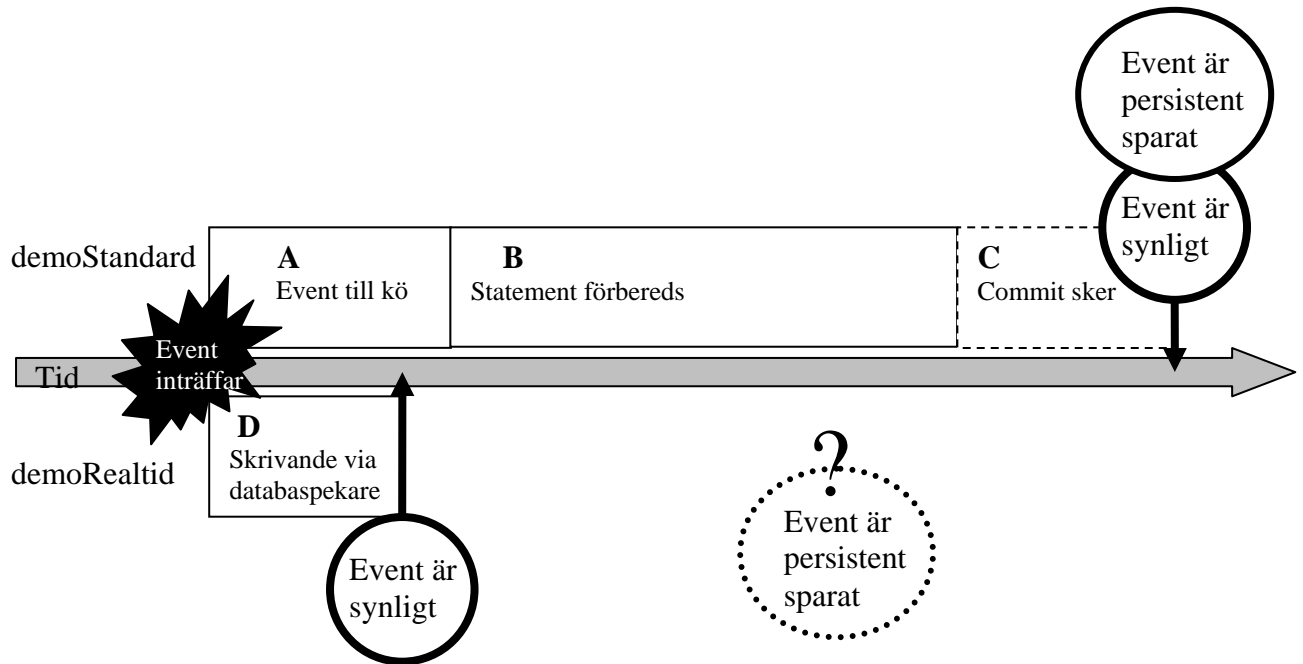 Event är
persistent
sparat
Event är
synligt
demoStandard
A
Event till kö
B
Statement förbereds
C
Commit sker
Event
inträffar
Tid
demoRealtid
D
Skrivande via
databaspekare
Event är
synligt
?
Event är
persistent
sparat